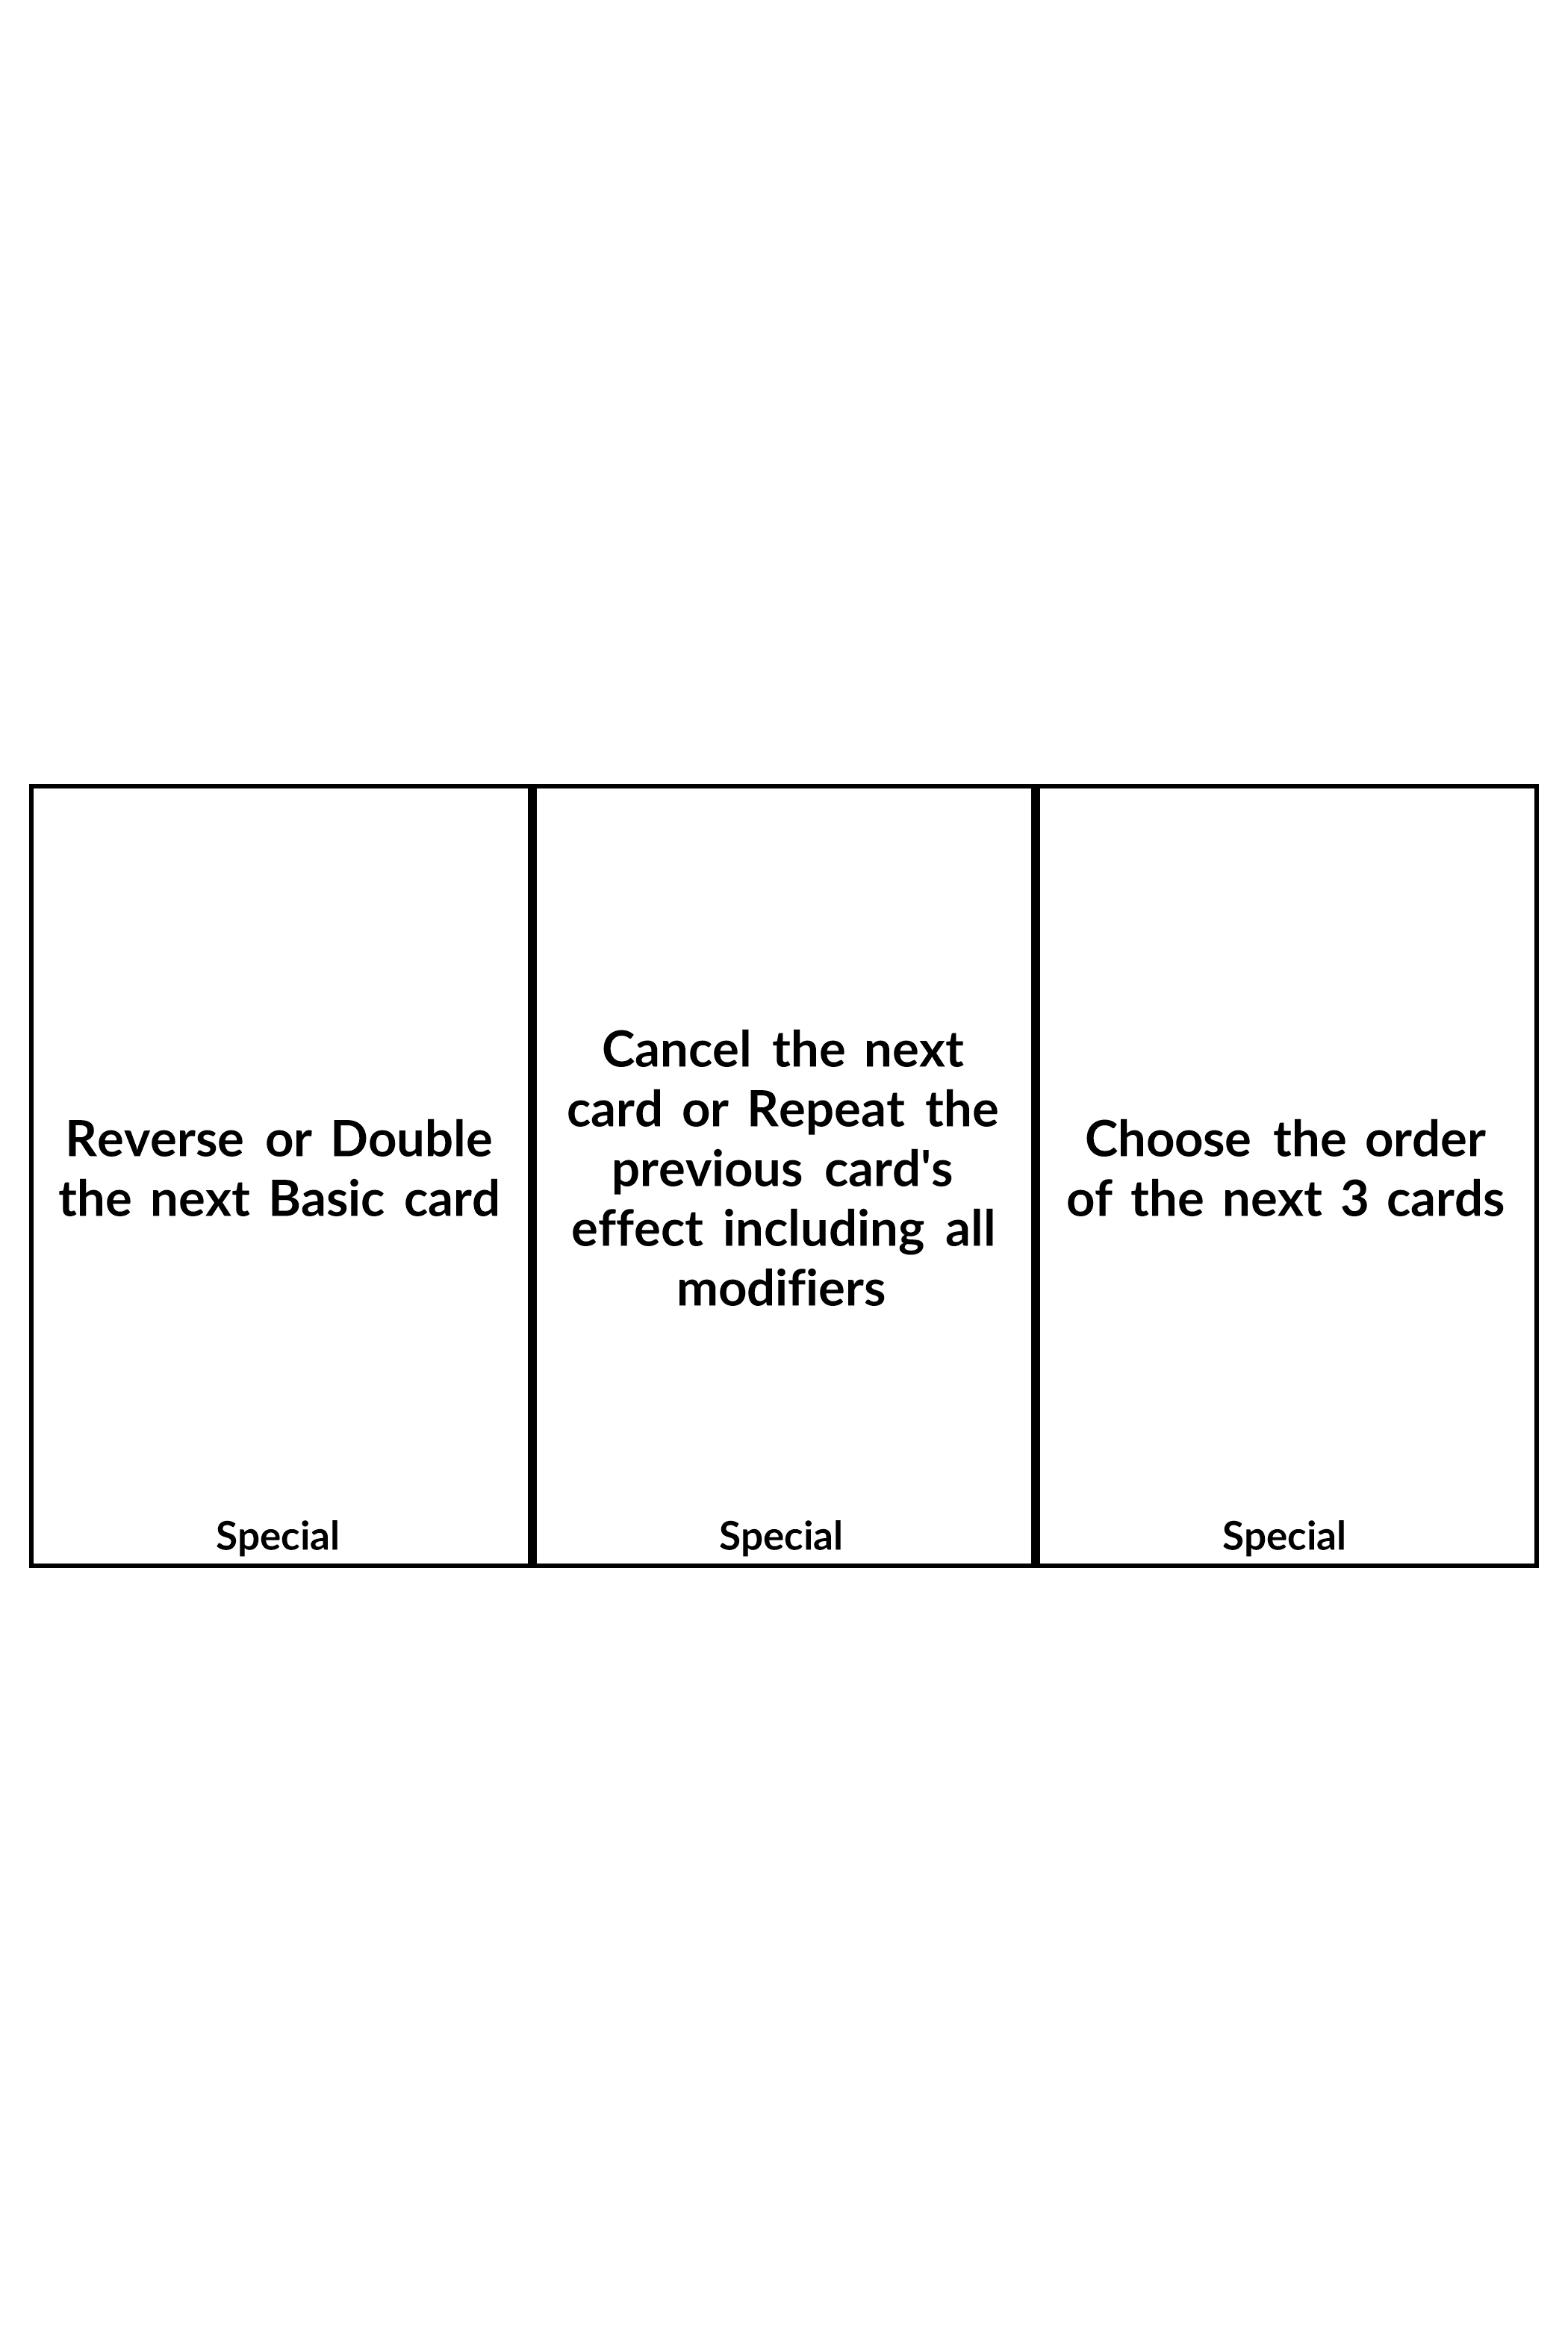 Reverse or Double
the next Basic card
Special
Cancel the next
card or Repeat the
previous card's
effect including all
modifiers
Special
Choose the order
of the next 3 cards
Special